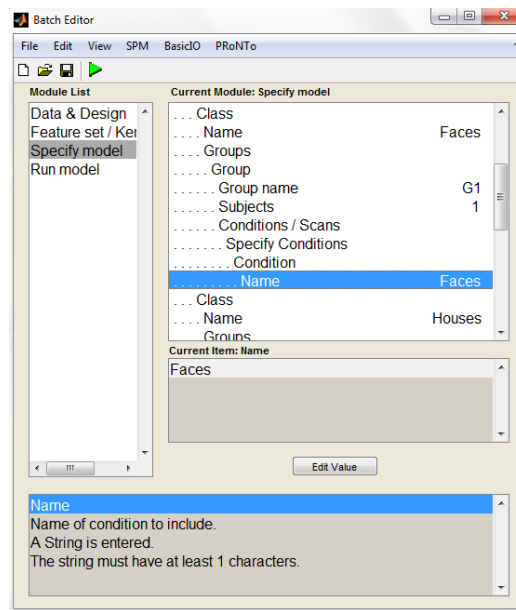 Batch Editor
File Edit View SPM BasicIO PRoNTo
Module List
Data & Design
Feature set / Ker
Specify model
Run model
Current Module: Specify model
. . . Class
. . . . Name Faces
. . . . Groups
. . . . . Group
. . . . . . Group name G1
. . . . . . Subjects 1
. . . . . . Conditions / Scans
. . . . . . . Specify Conditions
. . . . . . . . Condition
. . . . . . . . . Name Faces
. . . Class
. . . . Name Houses
. . . . Groups
Current Item: Name
Faces
Edit Value
Name
Name of condition to include.
A String is entered.
The string must have at least 1 characters.